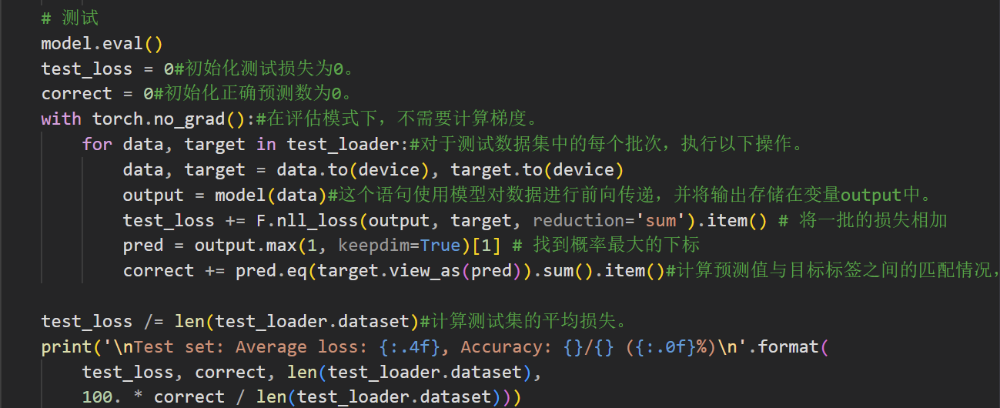 # 测试
model.eval()
test_loss = 0#初始化测试损失为0。
correct = 0#初始化正确预测数为0。
with torch.no_grad():#在评估模式下，不需要计算梯度。
for data, target in test_loader:#对于测试数据集中的每个批次，执行以下操作。
data, target = data.to(device), target.to(device)
output = model(data)#这个语句使用模型对数据进行前向传递，并将输出存储在变量output中。
test_loss += F.nll_loss(output, target, reduction='sum').item() # 将一批的损失相加
pred = output.max(1, keepdim=True)[1] # 找到概率最大的下标
correct += pred.eq(target.view_as(pred)).sum().item()#计算预测值与目标标签之间的匹配情况，
test_loss /= len(test_loader.dataset)#计算测试集的平均损失。
print('\nTest set: Average loss: {:.4f}, Accuracy: {}/{} ({:.0f}%)\n'.format(
test_loss, correct, len(test_loader.dataset),
100. * correct / len(test_loader.dataset)))